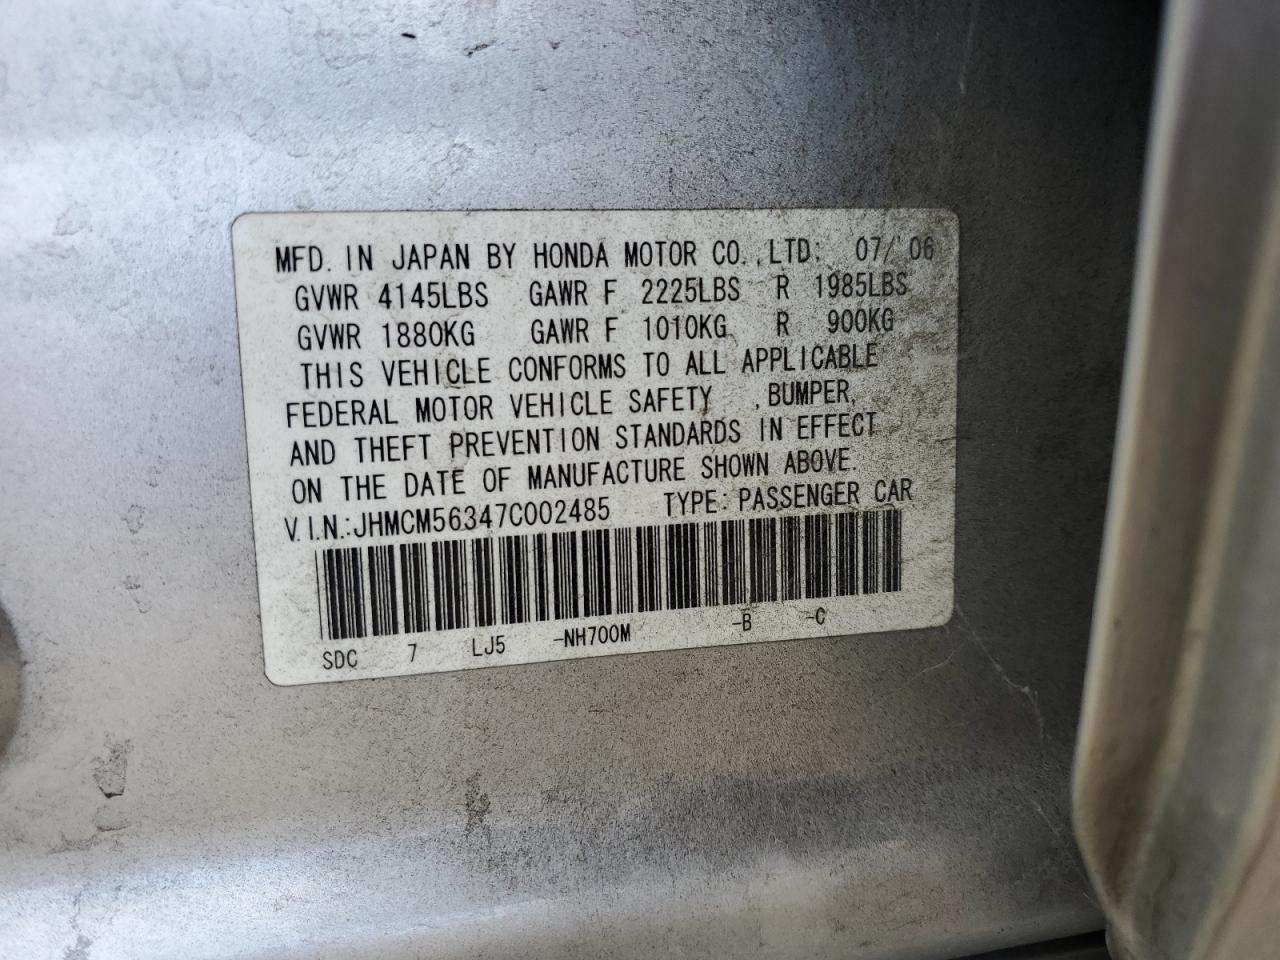 MFD. IN JAPAN BY HONDA MOTOR CO.,LTD: 07/'06
GVWR 4145LBS GAWR F 2225LBS R 1985LBS
GVWR 1880KG GAWR F 1010KG R 900KG
THIS VEHICLE CONFORMS TO ALL APPLICABLE
FEDERAL MOTOR VEHICLE SAFETY , BUMPER,
AND THEFT PREVENTION STANDARDS IN EFFECT
ON THE DATE OF MANUFACTURE SHOWN ABOVE.
V.I.N.:JHMCM56347C002485 TYPE: PASSENGER CAR
SDC 7 LJ5 -NH700M -B -C